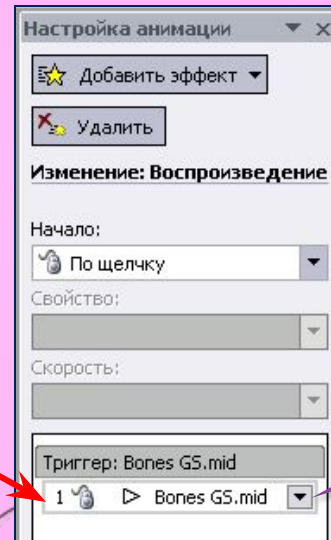 Настройка анимации
Добавить эффект
Удалить
Изменение: Воспроизведение
Начало:
По щелчку
Свойство:
Скорость:
Триггер: Bones GS.mid
1 Bones GS.mid